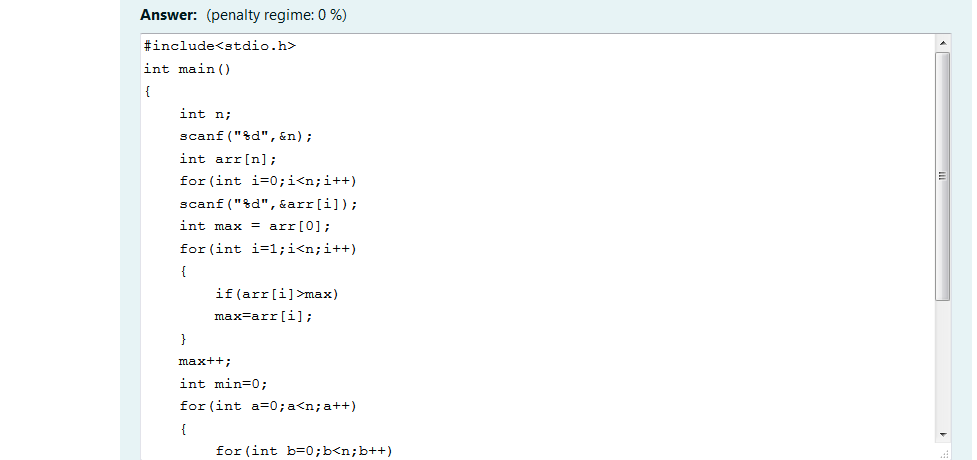 Answer: (penalty regime: 0 %)
#include<stdio.h>
int main()
{
    int n;
    scanf("%d",&n);
    int arr[n];
    for(int i=0;i<n;i++)
    scanf("%d",&arr[i]);
    int max = arr[0];
    for(int i=1;i<n;i++)
    {
        if(arr[i]>max)
        max=arr[i];
    }
    max++;
    int min=0;
    for(int a=0;a<n;a++)
    {
        for(int b=0;b<n;b++)